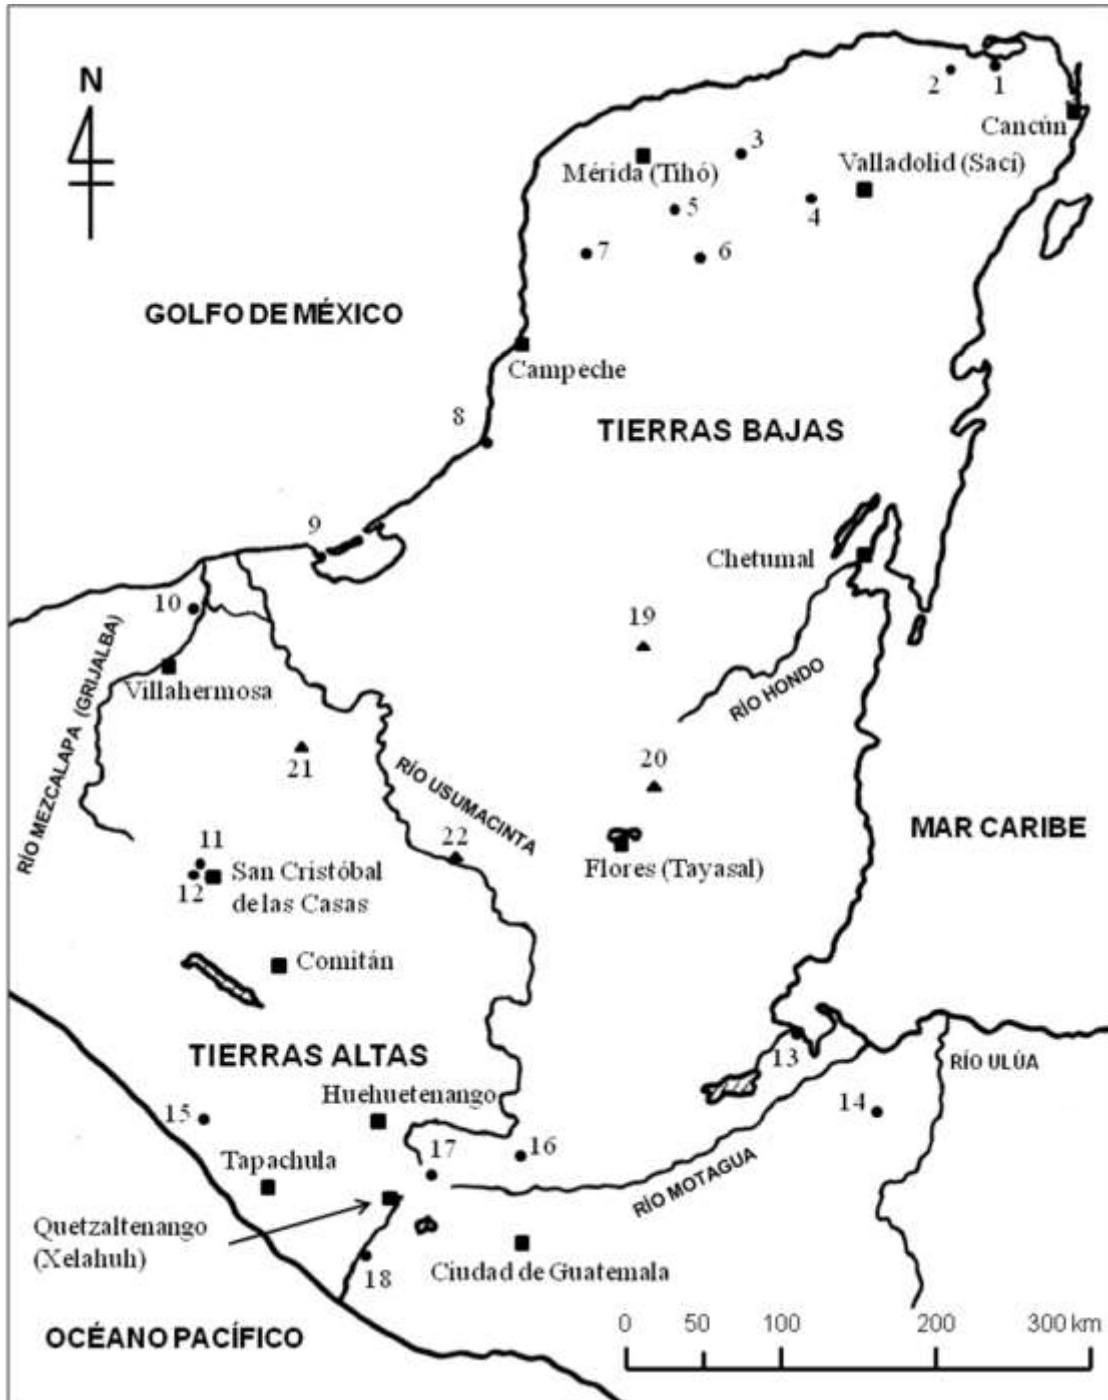 N
2
1
Cancún
3
Mérida (Tihó)
Valladolid (Sací)
5
4
7
6
GOLFO DE MÉXICO
Campeche
8
TIERRAS BAJAS
9
Chetumal
10
19
Villahermosa
RÍO MEZCALAPA (GRIJALBA)
RÍO HONDO
21
20
RÍO USUMACINTA
22
MAR CARIBE
11
12
San Cristóbal
de las Casas
Flores (Tayasal)
Comitán
TIERRAS ALTAS
13
RÍO ULÚA
Huehuetenango
15
14
17
16
Tapachula
RÍO MOTAGUA
Quetzaltenango
(Xelahuh)
18
Ciudad de Guatemala
OCÉANO PACÍFICO
0 50 100 200 300 km